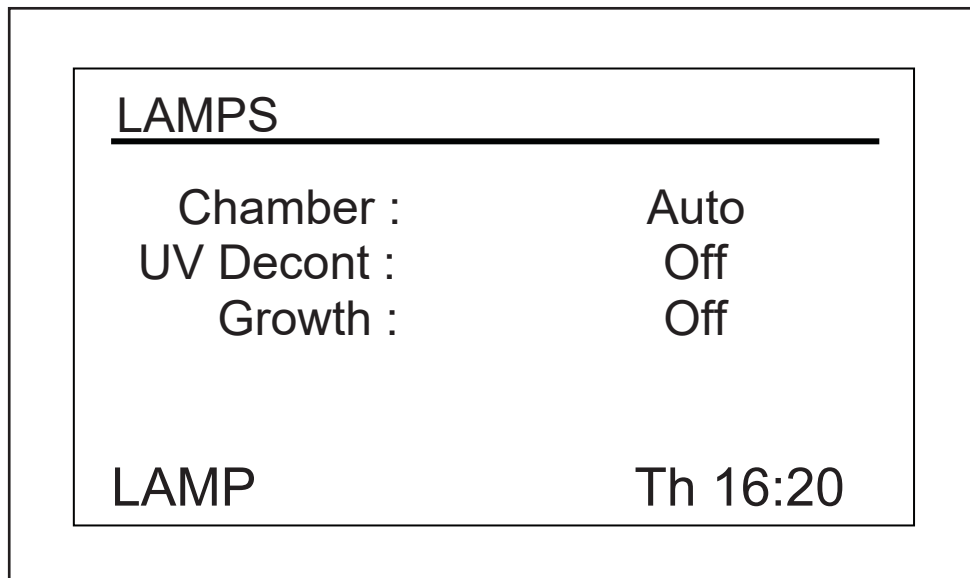 LAMPS
Chamber : Auto
UV Decont : Off
Growth : Off
LAMP Th 16:20